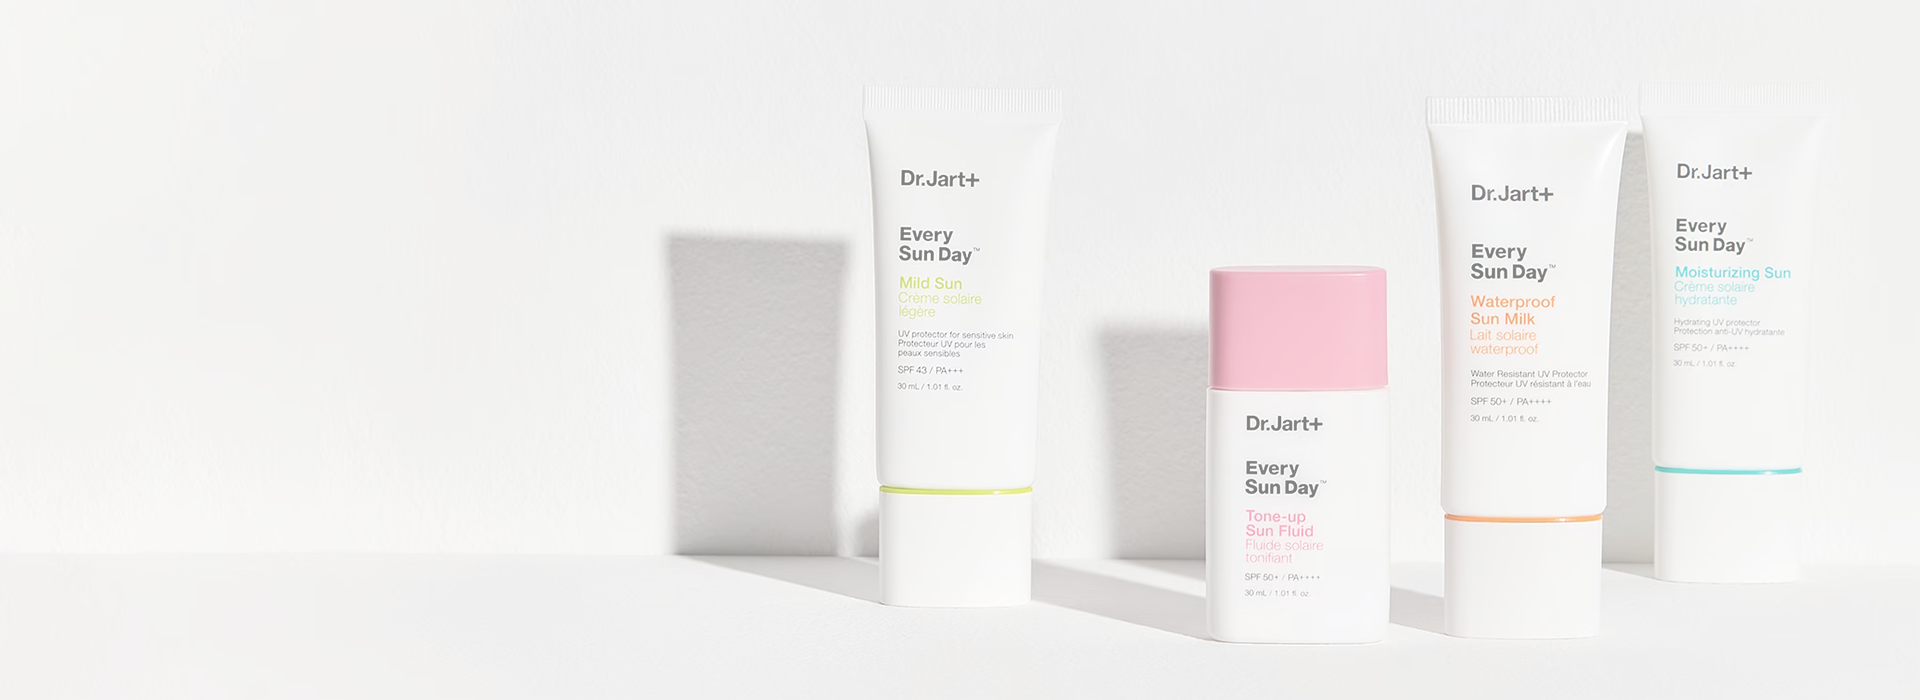 Dr.Jart+
Every
Sun Day™
Mild Sun
Crème solaire
légère
UV protector for sensitive skin
Protecteur UV pour les
peaux sensibles
SPF 43 / PA+++
30 mL / 1.01 fl. oz.
Dr.Jart+
Every
Sun Day™
Tone-up
Sun Fluid
Fluide solaire
tonifiant
SPF 50+ / PA++++
30 mL / 1.01 fl. oz.
Dr.Jart+
Every
Sun Day™
Waterproof
Sun Milk
Lait solaire
waterproof
Water Resistant UV Protector
Protecteur UV résistant à l'eau
SPF 50+ / PA++++
30 mL / 1.01 fl. oz.
Dr.Jart+
Every
Sun Day™
Moisturizing Sun
Crème solaire
hydratante
Hydrating UV protector
Protection anti-UV hydratante
SPF 50+ / PA++++
30 mL / 1.01 fl. oz.